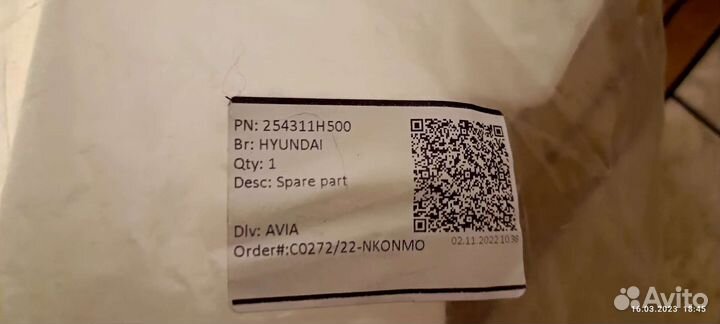 PN: 254311H500
Br: HYUNDAI
Qty: 1
Desc: Spare part
Dlv: AVIA
Order#:C0272/22-NKONMO
02.11.2022 10:38
Avito
16.03.2023 18:45